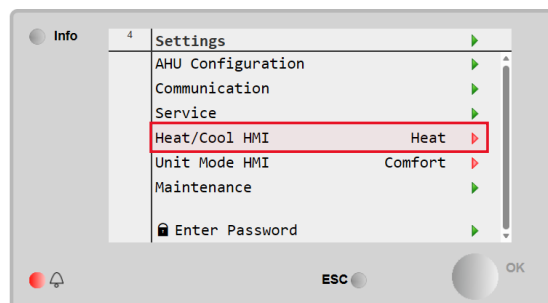 Info
4 Settings
AHU Configuration
Communication
Service
Heat/Cool HMI Heat
Unit Mode HMI Comfort
Maintenance
Enter Password
ESC
OK